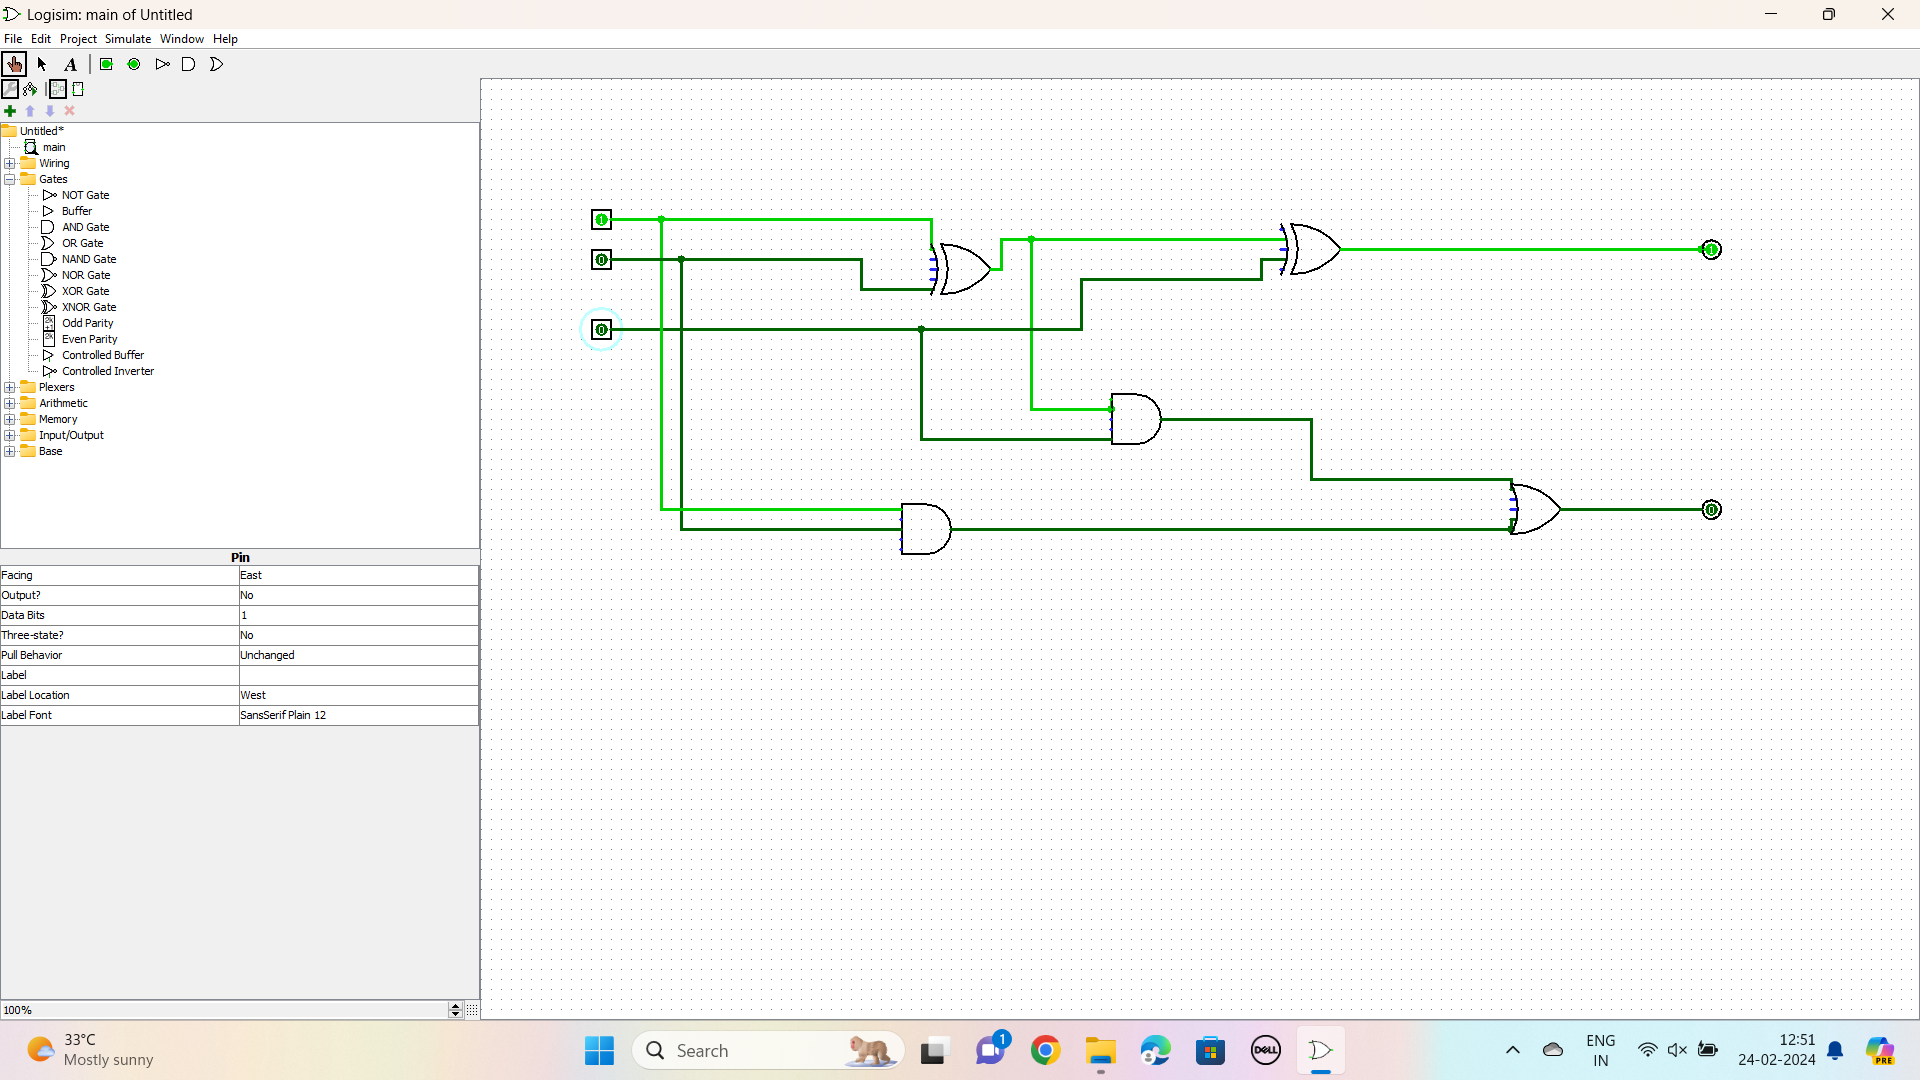 Logisim: main of Untitled
File Edit Project Simulate Window Help
A
Untitled*
main
Wiring
Gates
NOT Gate
Buffer
AND Gate
OR Gate
NAND Gate
NOR Gate
XOR Gate
XNOR Gate
Odd Parity
Even Parity
Controlled Buffer
Controlled Inverter
Plexers
Arithmetic
Memory
Input/Output
Base
Pin
Facing East
Output? No
Data Bits 1
Three-state? No
Pull Behavior Unchanged
Label
Label Location West
Label Font SansSerif Plain 12
100%
1
0
0
1
0
33°C
Mostly sunny
Search
1
DELL
ENG
IN
12:51
24-02-2024
PRE